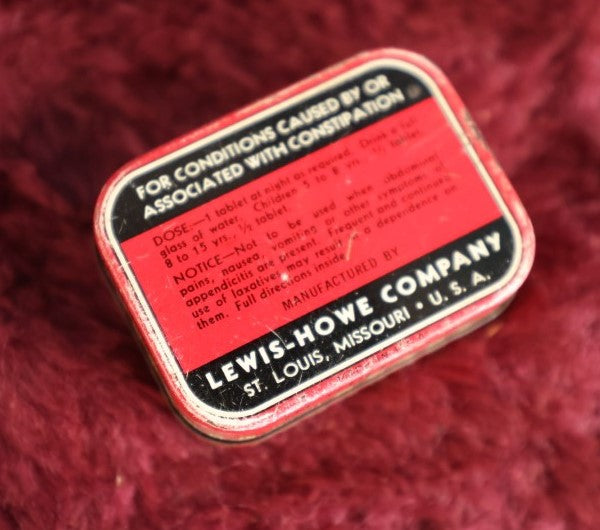 FOR CONDITIONS CAUSED BY OR
ASSOCIATED WITH CONSTIPATION
DOSE:—1 tablet at night as required. Drink a full
glass of water. Children 5 to 8 yrs. ¼ tablet.
8 to 15 yrs., ½ tablet.
NOTICE—Not to be used when abdominal
pains, nausea, vomiting or other symptoms of
appendicitis are present. Frequent and continued
use of laxatives may result in a dependence on
them. Full directions inside.
MANUFACTURED BY
LEWIS-HOWE COMPANY
ST. LOUIS, MISSOURI • U. S. A.